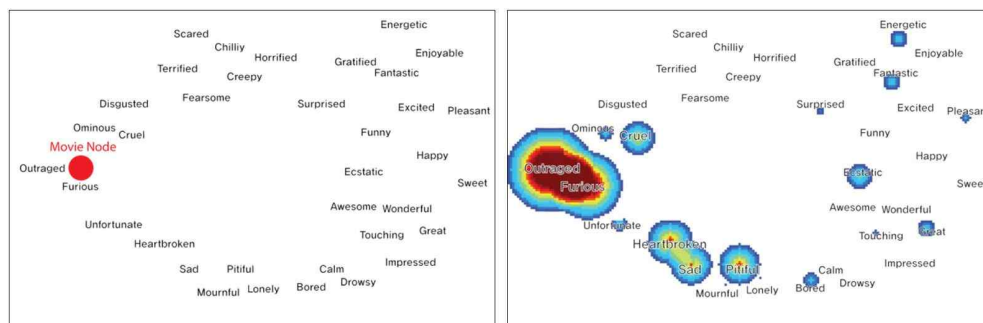 Energetic
Scared
Chilliy
Enjoyable
Horrified
Gratified
Terrified
Fantastic
Creepy
Fearsome
Disgusted
Surprised
Excited
Pleasant
Ominous
Cruel
Funny
Movie Node
Happy
Outraged
Ecstatic
Furious
Sweet
Awesome
Wonderful
Unfortunate
Great
Touching
Heartbroken
Impressed
Sad
Pitiful
Calm
Drowsy
Mournful
Lonely
Bored
Energetic
Scared
Chilliy
Enjoyable
Horrified
Gratified
Terrified
Fantastic
Creepy
Fearsome
Disgusted
Surprised
Excited
Pleasant
Ominous
Cruel
Funny
Happy
Outraged
Ecstatic
Furious
Sweet
Awesome
Wonderful
Unfortunate
Great
Touching
Heartbroken
Impressed
Sad
Pitiful
Calm
Drowsy
Mournful
Lonely
Bored